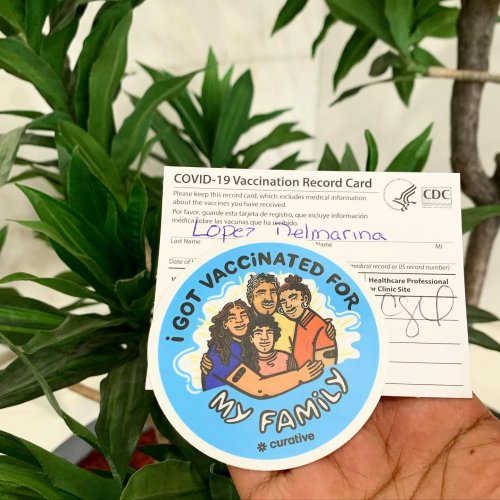 COVID-19 Vaccination Record Card
CDC
Please keep this record card, which includes medical information
about the vaccines you have received.
Por favor, guarde esta tarjeta de registro, que incluye información
médica sobre las vacunas que ha recibido.
Lopez Delmarina
Last Name Name MI
Date of medical record or IIS record number)
Healthcare Professional
or Clinic Site
I GOT VACCiNATED FOR
MY FAMiLY
curative